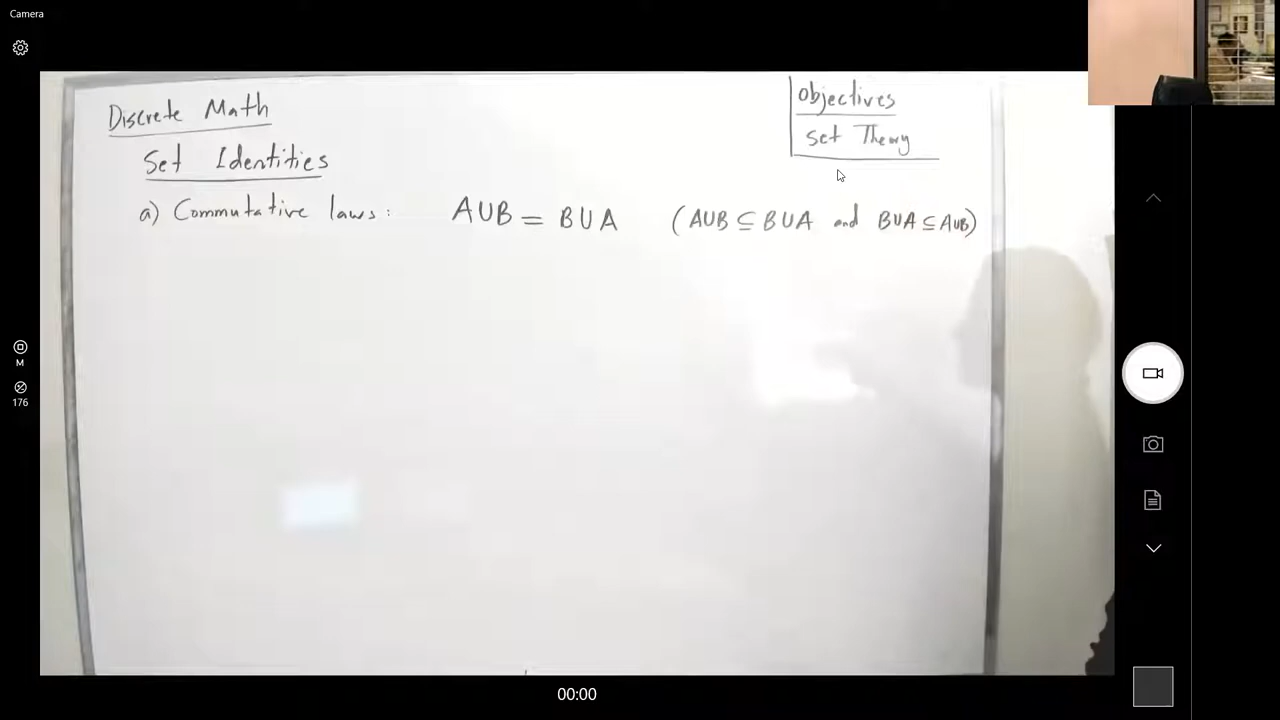 Camera
Discrete Math
Objectives
Set Theory
Set Identities
a) Commutative laws: A∪B = B∪A (A∪B ⊆ B∪A and B∪A ⊆ A∪B)
M
176
00:00